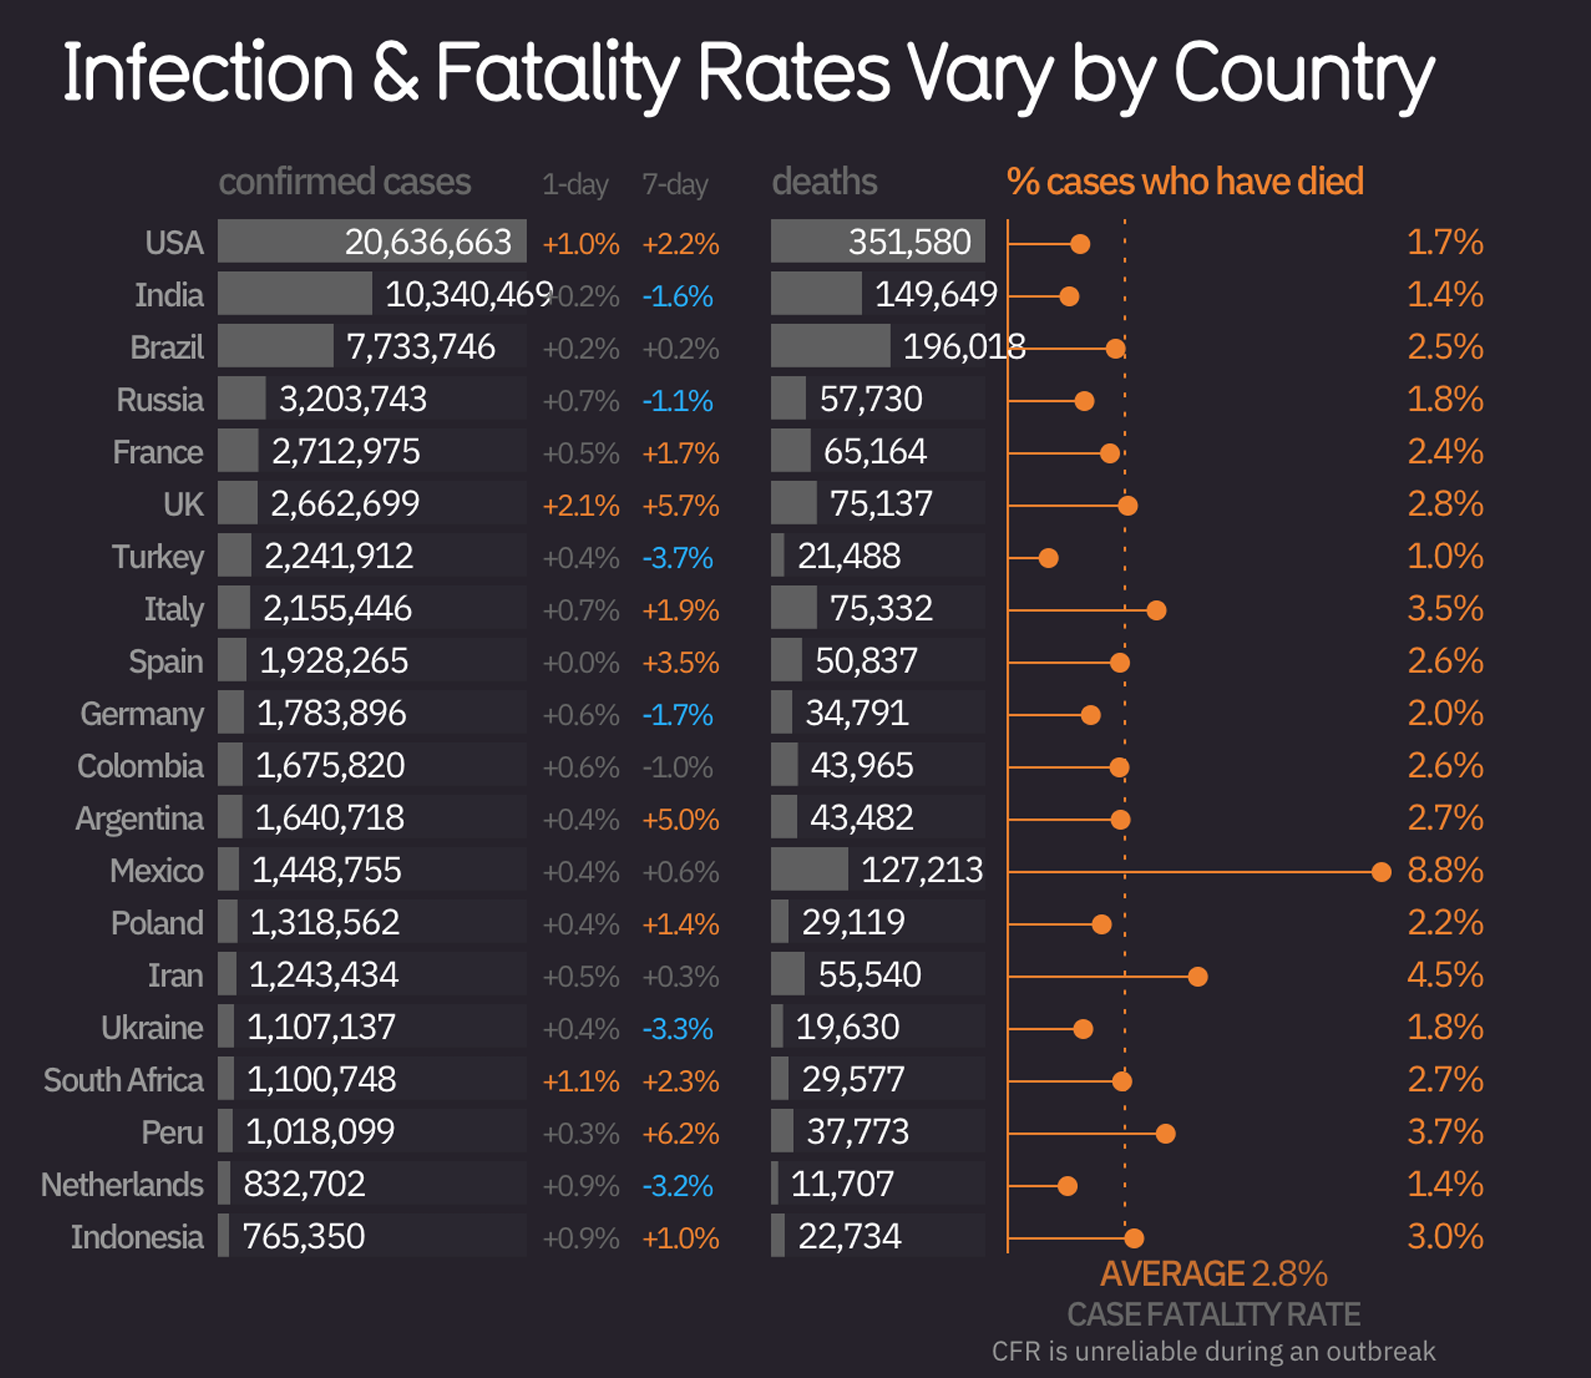 Infection & Fatality Rates Vary by Country
confirmed cases 1-day 7-day deaths % cases who have died
USA 20,636,663 +1.0% +2.2% 351,580 1.7%
India 10,340,469 +0.2% -1.6% 149,649 1.4%
Brazil 7,733,746 +0.2% +0.2% 196,018 2.5%
Russia 3,203,743 +0.7% -1.1% 57,730 1.8%
France 2,712,975 +0.5% +1.7% 65,164 2.4%
UK 2,662,699 +2.1% +5.7% 75,137 2.8%
Turkey 2,241,912 +0.4% -3.7% 21,488 1.0%
Italy 2,155,446 +0.7% +1.9% 75,332 3.5%
Spain 1,928,265 +0.0% +3.5% 50,837 2.6%
Germany 1,783,896 +0.6% -1.7% 34,791 2.0%
Colombia 1,675,820 +0.6% -1.0% 43,965 2.6%
Argentina 1,640,718 +0.4% +5.0% 43,482 2.7%
Mexico 1,448,755 +0.4% +0.6% 127,213 8.8%
Poland 1,318,562 +0.4% +1.4% 29,119 2.2%
Iran 1,243,434 +0.5% +0.3% 55,540 4.5%
Ukraine 1,107,137 +0.4% -3.3% 19,630 1.8%
South Africa 1,100,748 +1.1% +2.3% 29,577 2.7%
Peru 1,018,099 +0.3% +6.2% 37,773 3.7%
Netherlands 832,702 +0.9% -3.2% 11,707 1.4%
Indonesia 765,350 +0.9% +1.0% 22,734 3.0%
AVERAGE 2.8%
CASE FATALITY RATE
CFR is unreliable during an outbreak